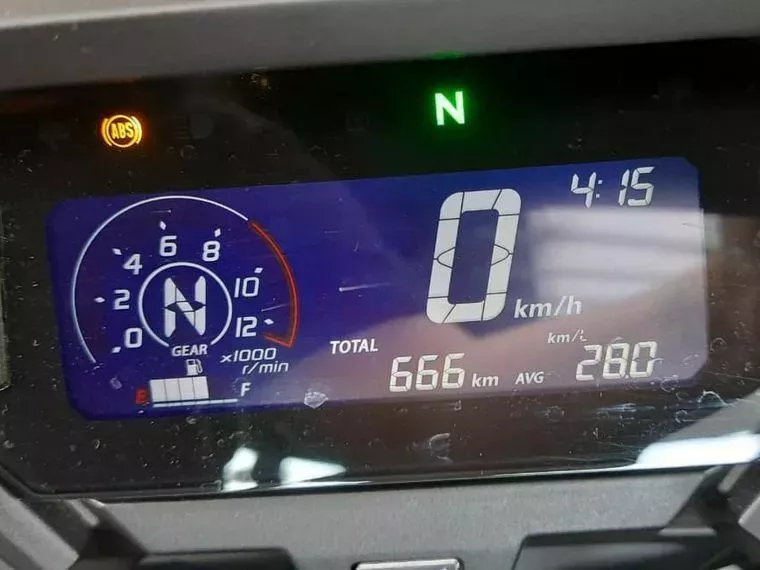 ABS
N
4:15
0 km/h
0 2 4 6 8 10 12
N
GEAR
x1000
r/min
E F
TOTAL
666 km
AVG
km/L
28.0